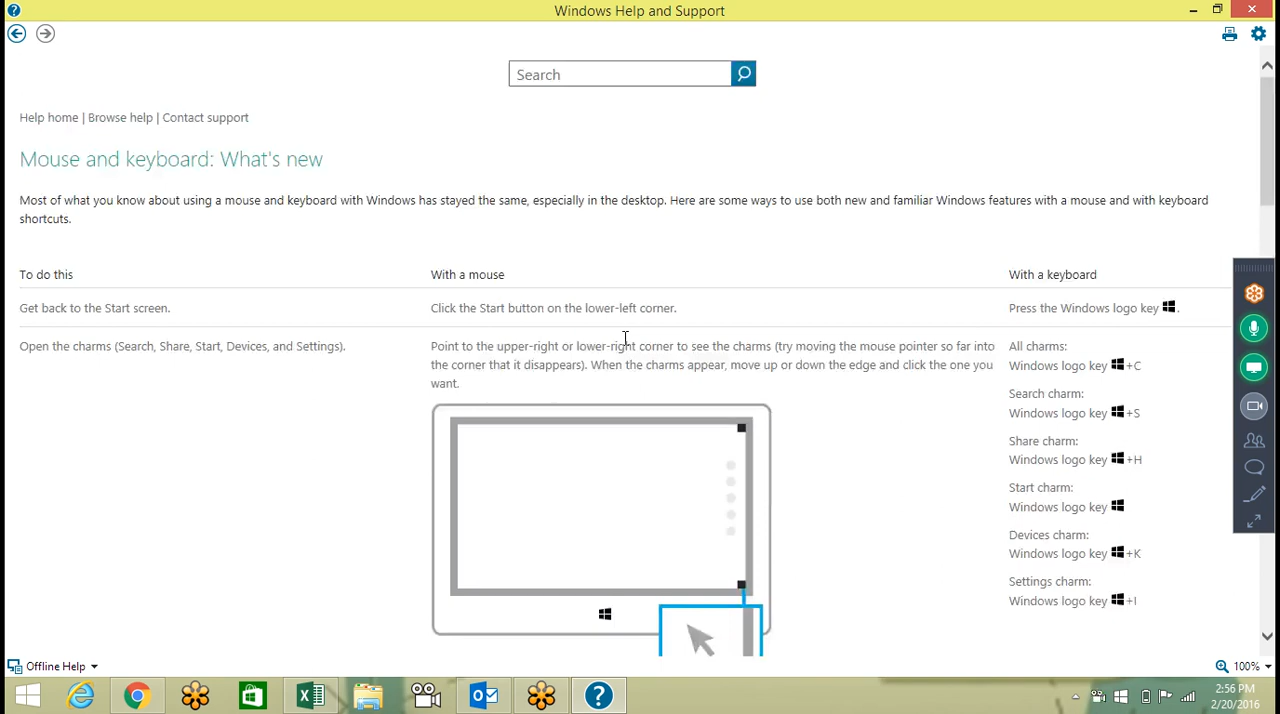 Windows Help and Support
Search
Help home | Browse help | Contact support
Mouse and keyboard: What's new
Most of what you know about using a mouse and keyboard with Windows has stayed the same, especially in the desktop. Here are some ways to use both new and familiar Windows features with a mouse and with keyboard
shortcuts.
To do this
With a mouse
With a keyboard
Get back to the Start screen.
Click the Start button on the lower-left corner.
Press the Windows logo key .
Open the charms (Search, Share, Start, Devices, and Settings).
Point to the upper-right or lower-right corner to see the charms (try moving the mouse pointer so far into
the corner that it disappears). When the charms appear, move up or down the edge and click the one you
want.
All charms:
Windows logo key +C
Search charm:
Windows logo key +S
Share charm:
Windows logo key +H
Start charm:
Windows logo key
Devices charm:
Windows logo key +K
Settings charm:
Windows logo key +I
Offline Help
100%
2:56 PM
2/20/2016